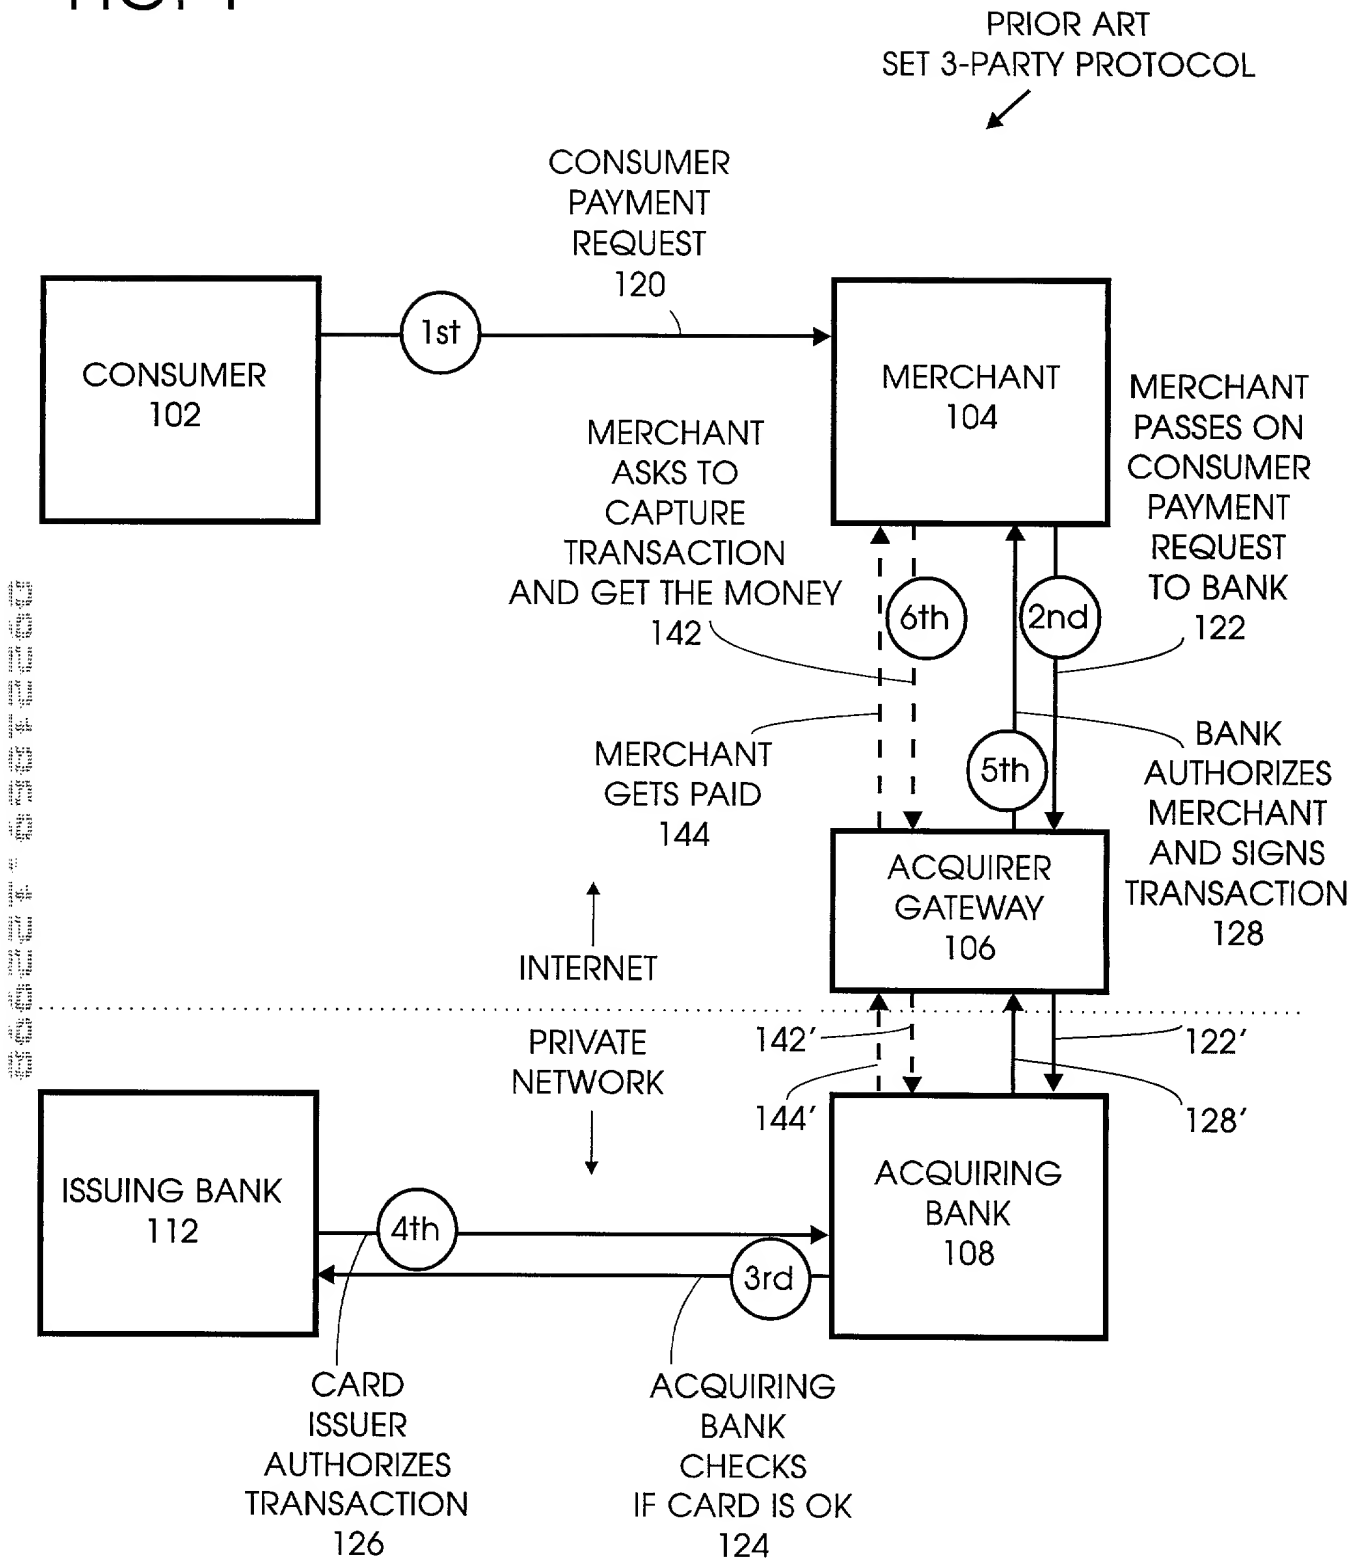 PRIOR ART
SET 3-PARTY PROTOCOL
CONSUMER
PAYMENT
REQUEST
120
1st
CONSUMER
102
MERCHANT
104
MERCHANT
PASSES ON
CONSUMER
PAYMENT
REQUEST
TO BANK
122
MERCHANT
ASKS TO
CAPTURE
TRANSACTION
AND GET THE MONEY
142
6th
2nd
MERCHANT
GETS PAID
144
5th
BANK
AUTHORIZES
MERCHANT
AND SIGNS
TRANSACTION
128
ACQUIRER
GATEWAY
106
INTERNET
PRIVATE
NETWORK
142'
144'
122'
128'
ISSUING BANK
112
4th
3rd
ACQUIRING
BANK
108
CARD
ISSUER
AUTHORIZES
TRANSACTION
126
ACQUIRING
BANK
CHECKS
IF CARD IS OK
124